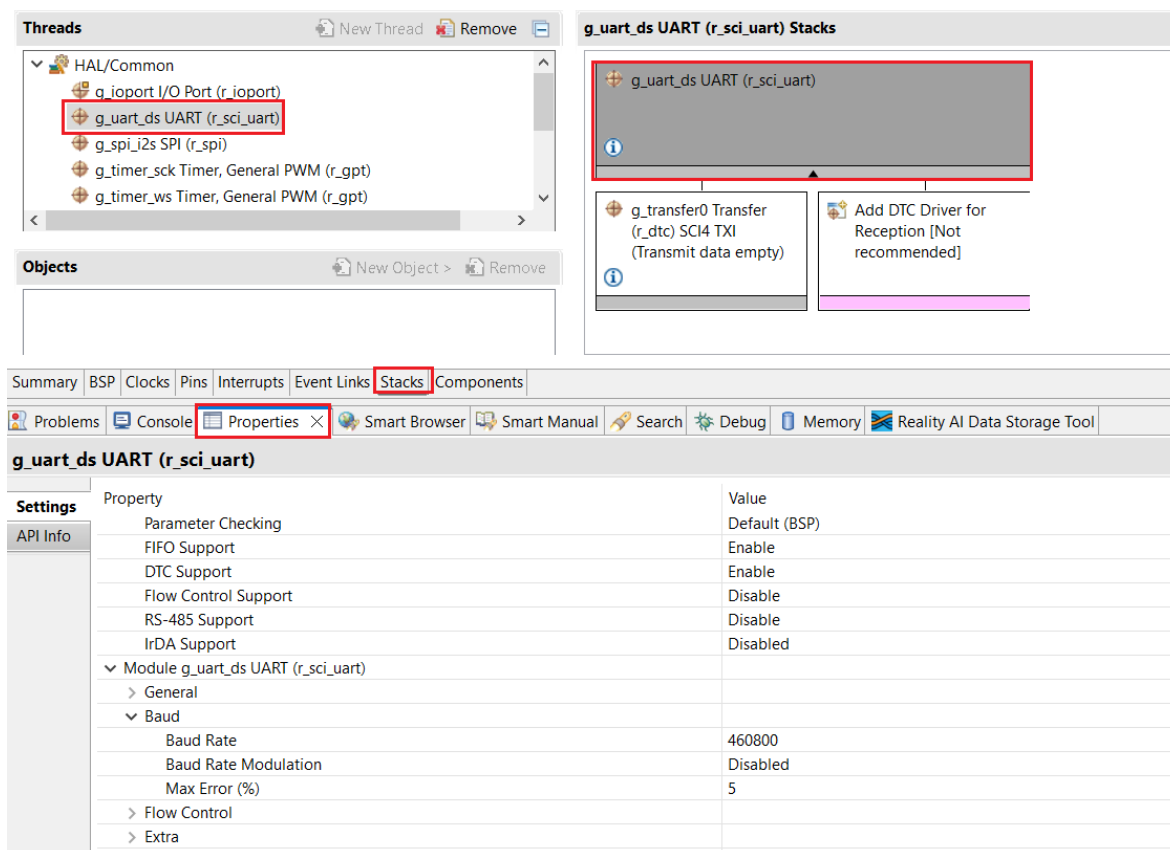 Threads
New Thread Remove
HAL/Common
g_ioport I/O Port (r_ioport)
g_uart_ds UART (r_sci_uart)
g_spi_i2s SPI (r_spi)
g_timer_sck Timer, General PWM (r_gpt)
g_timer_ws Timer, General PWM (r_gpt)
Objects
New Object > Remove
g_uart_ds UART (r_sci_uart) Stacks
g_uart_ds UART (r_sci_uart)
g_transfer0 Transfer
(r_dtc) SCI4 TXI
(Transmit data empty)
Add DTC Driver for
Reception [Not
recommended]
Summary BSP Clocks Pins Interrupts Event Links Stacks Components
Problems Console Properties Smart Browser Smart Manual Search Debug Memory Reality AI Data Storage Tool
g_uart_ds UART (r_sci_uart)
Settings
API Info
Property Value
Parameter Checking Default (BSP)
FIFO Support Enable
DTC Support Enable
Flow Control Support Disable
RS-485 Support Disable
IrDA Support Disabled
Module g_uart_ds UART (r_sci_uart)
General
Baud
Baud Rate 460800
Baud Rate Modulation Disabled
Max Error (%) 5
Flow Control
Extra